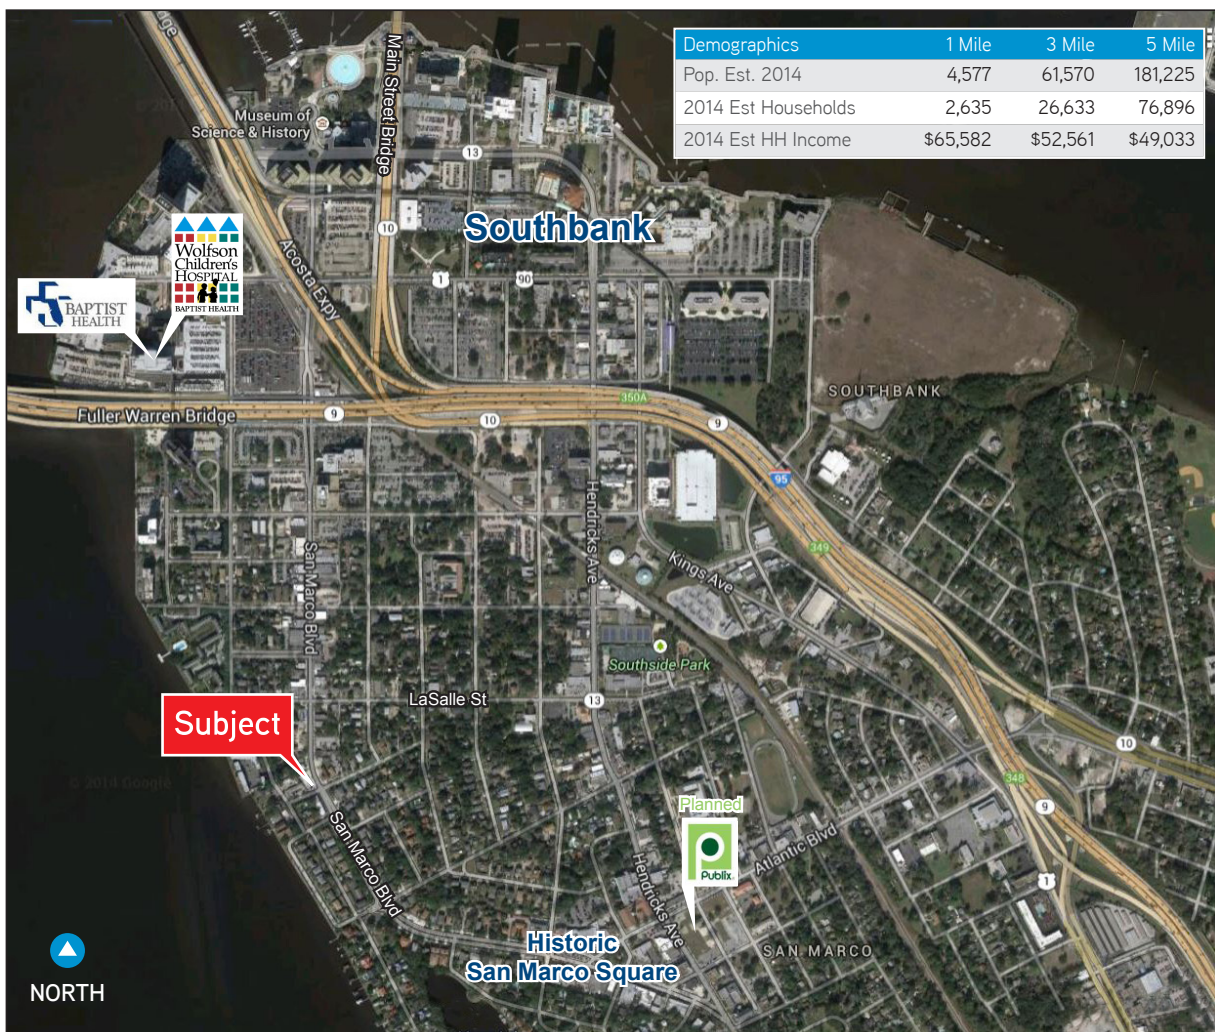 Demographics 1 Mile 3 Mile 5 Mile
Pop. Est. 2014 4,577 61,570 181,225
2014 Est Households 2,635 26,633 76,896
2014 Est HH Income $65,582 $52,561 $49,033
Main Street Bridge
Museum of
Science & History
13
10
Southbank
Wolfson
Children's
HOSPITAL
BAPTIST HEALTH
BAPTIST
HEALTH
Acosta Expy
1
90
SOUTHBANK
350A
Fuller Warren Bridge
9
10
9
95
Hendricks Ave
San Marco Blvd
349
Kings Ave
Southside Park
LaSalle St
13
Subject
10
© 2014 Google
348
9
Planned
Publix
Atlantic Blvd
San Marco Blvd
Hendricks Ave
1
Historic
San Marco Square
SAN MARCO
NORTH